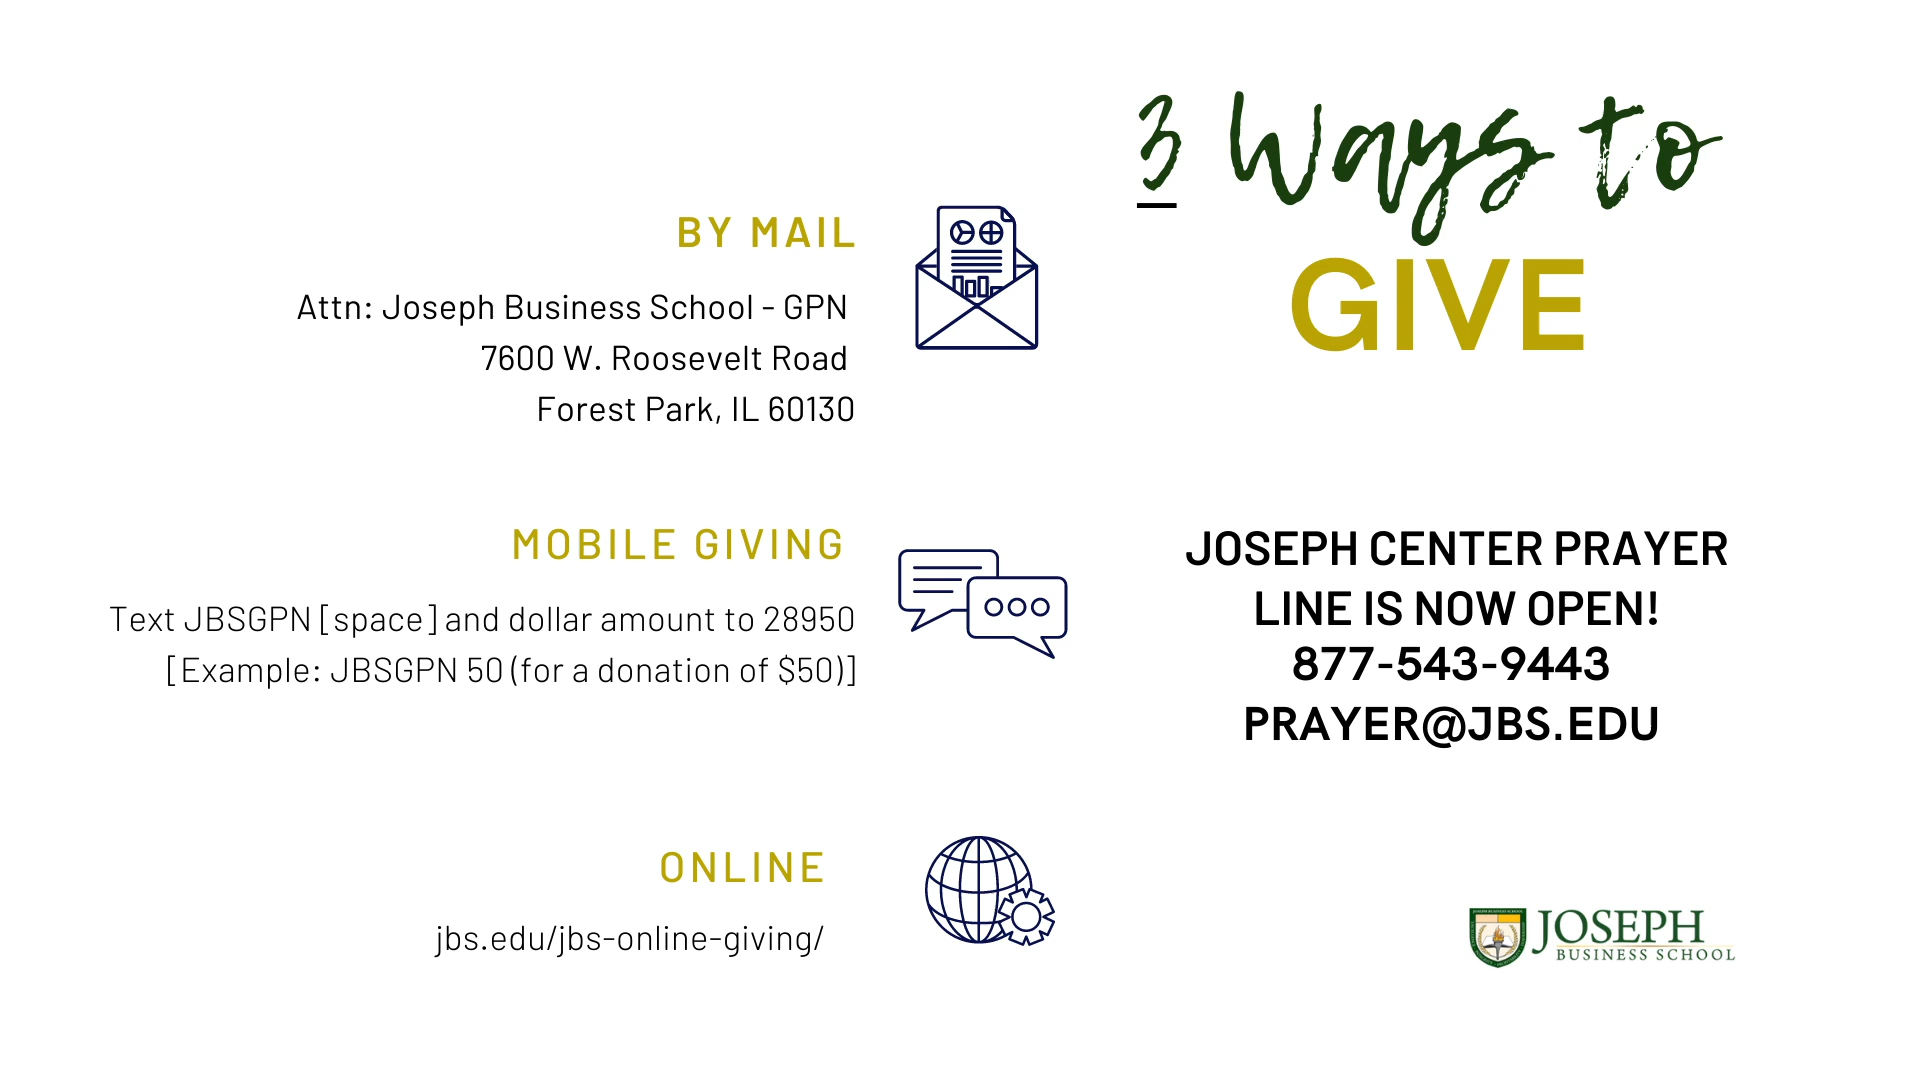 3 Ways to
GIVE
BY MAIL
Attn: Joseph Business School - GPN
7600 W. Roosevelt Road
Forest Park, IL 60130
MOBILE GIVING
Text JBSGPN [space] and dollar amount to 28950
[Example: JBSGPN 50 (for a donation of $50)]
ONLINE
jbs.edu/jbs-online-giving/
JOSEPH CENTER PRAYER
LINE IS NOW OPEN!
877-543-9443
PRAYER@JBS.EDU
JOSEPH
BUSINESS SCHOOL